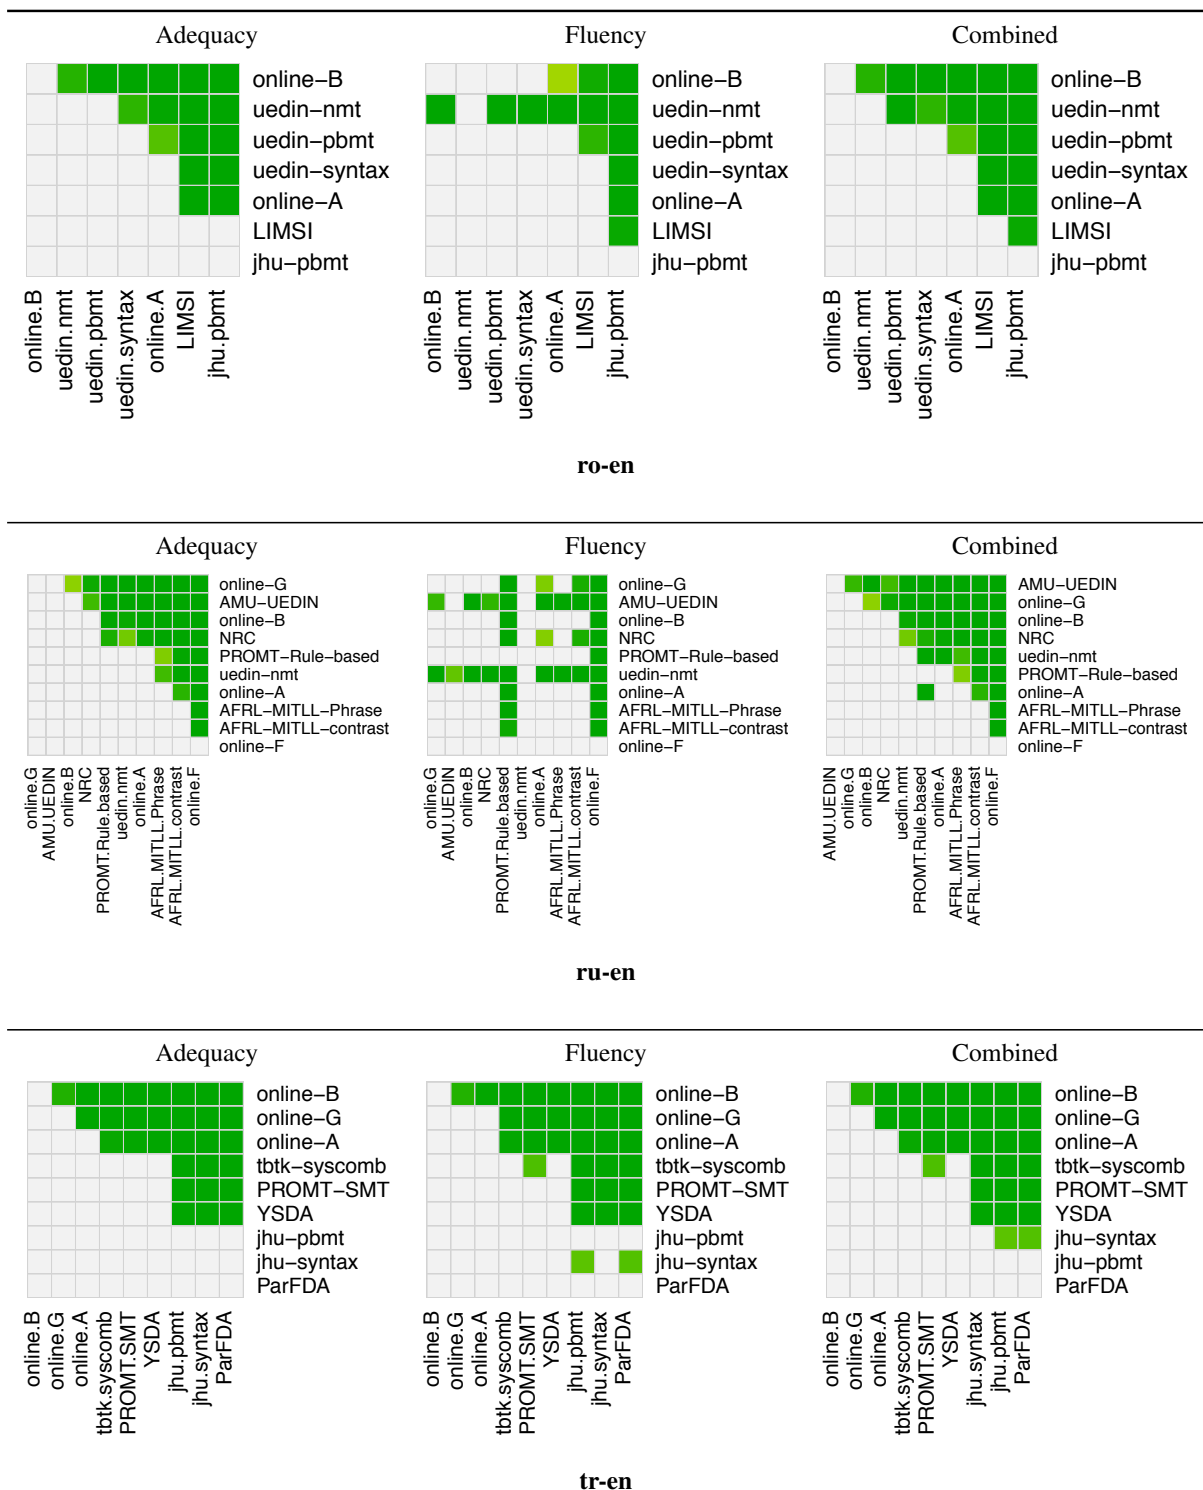 Adequacy
Fluency
Combined
online−B
uedin−nmt
uedin−pbmt
uedin−syntax
online−A
LIMSI
jhu−pbmt
online.B
uedin.nmt
uedin.pbmt
uedin.syntax
online.A
LIMSI
jhu.pbmt
online−B
uedin−nmt
uedin−pbmt
uedin−syntax
online−A
LIMSI
jhu−pbmt
online.B
uedin.nmt
uedin.pbmt
uedin.syntax
online.A
LIMSI
jhu.pbmt
online−B
uedin−nmt
uedin−pbmt
uedin−syntax
online−A
LIMSI
jhu−pbmt
online.B
uedin.nmt
uedin.pbmt
uedin.syntax
online.A
LIMSI
jhu.pbmt
ro-en
Adequacy
Fluency
Combined
online−G
AMU−UEDIN
online−B
NRC
PROMT−Rule−based
uedin−nmt
online−A
AFRL−MITLL−Phrase
AFRL−MITLL−contrast
online−F
online.G
AMU.UEDIN
online.B
NRC
PROMT.Rule.based
uedin.nmt
online.A
AFRL.MITLL.Phrase
AFRL.MITLL.contrast
online.F
online−G
AMU−UEDIN
online−B
NRC
PROMT−Rule−based
uedin−nmt
online−A
AFRL−MITLL−Phrase
AFRL−MITLL−contrast
online−F
online.G
AMU.UEDIN
online.B
NRC
PROMT.Rule.based
uedin.nmt
online.A
AFRL.MITLL.Phrase
AFRL.MITLL.contrast
online.F
AMU−UEDIN
online−G
online−B
NRC
uedin−nmt
PROMT−Rule−based
online−A
AFRL−MITLL−Phrase
AFRL−MITLL−contrast
online−F
AMU.UEDIN
online.G
online.B
NRC
uedin.nmt
PROMT.Rule.based
online.A
AFRL.MITLL.Phrase
AFRL.MITLL.contrast
online.F
ru-en
Adequacy
Fluency
Combined
online−B
online−G
online−A
tbtk−syscomb
PROMT−SMT
YSDA
jhu−pbmt
jhu−syntax
ParFDA
online.B
online.G
online.A
tbtk.syscomb
PROMT.SMT
YSDA
jhu.pbmt
jhu.syntax
ParFDA
online−B
online−G
online−A
tbtk−syscomb
PROMT−SMT
YSDA
jhu−pbmt
jhu−syntax
ParFDA
online.B
online.G
online.A
tbtk.syscomb
PROMT.SMT
YSDA
jhu.pbmt
jhu.syntax
ParFDA
online−B
online−G
online−A
tbtk−syscomb
PROMT−SMT
YSDA
jhu−syntax
jhu−pbmt
ParFDA
online.B
online.G
online.A
tbtk.syscomb
PROMT.SMT
YSDA
jhu.syntax
jhu.pbmt
ParFDA
tr-en